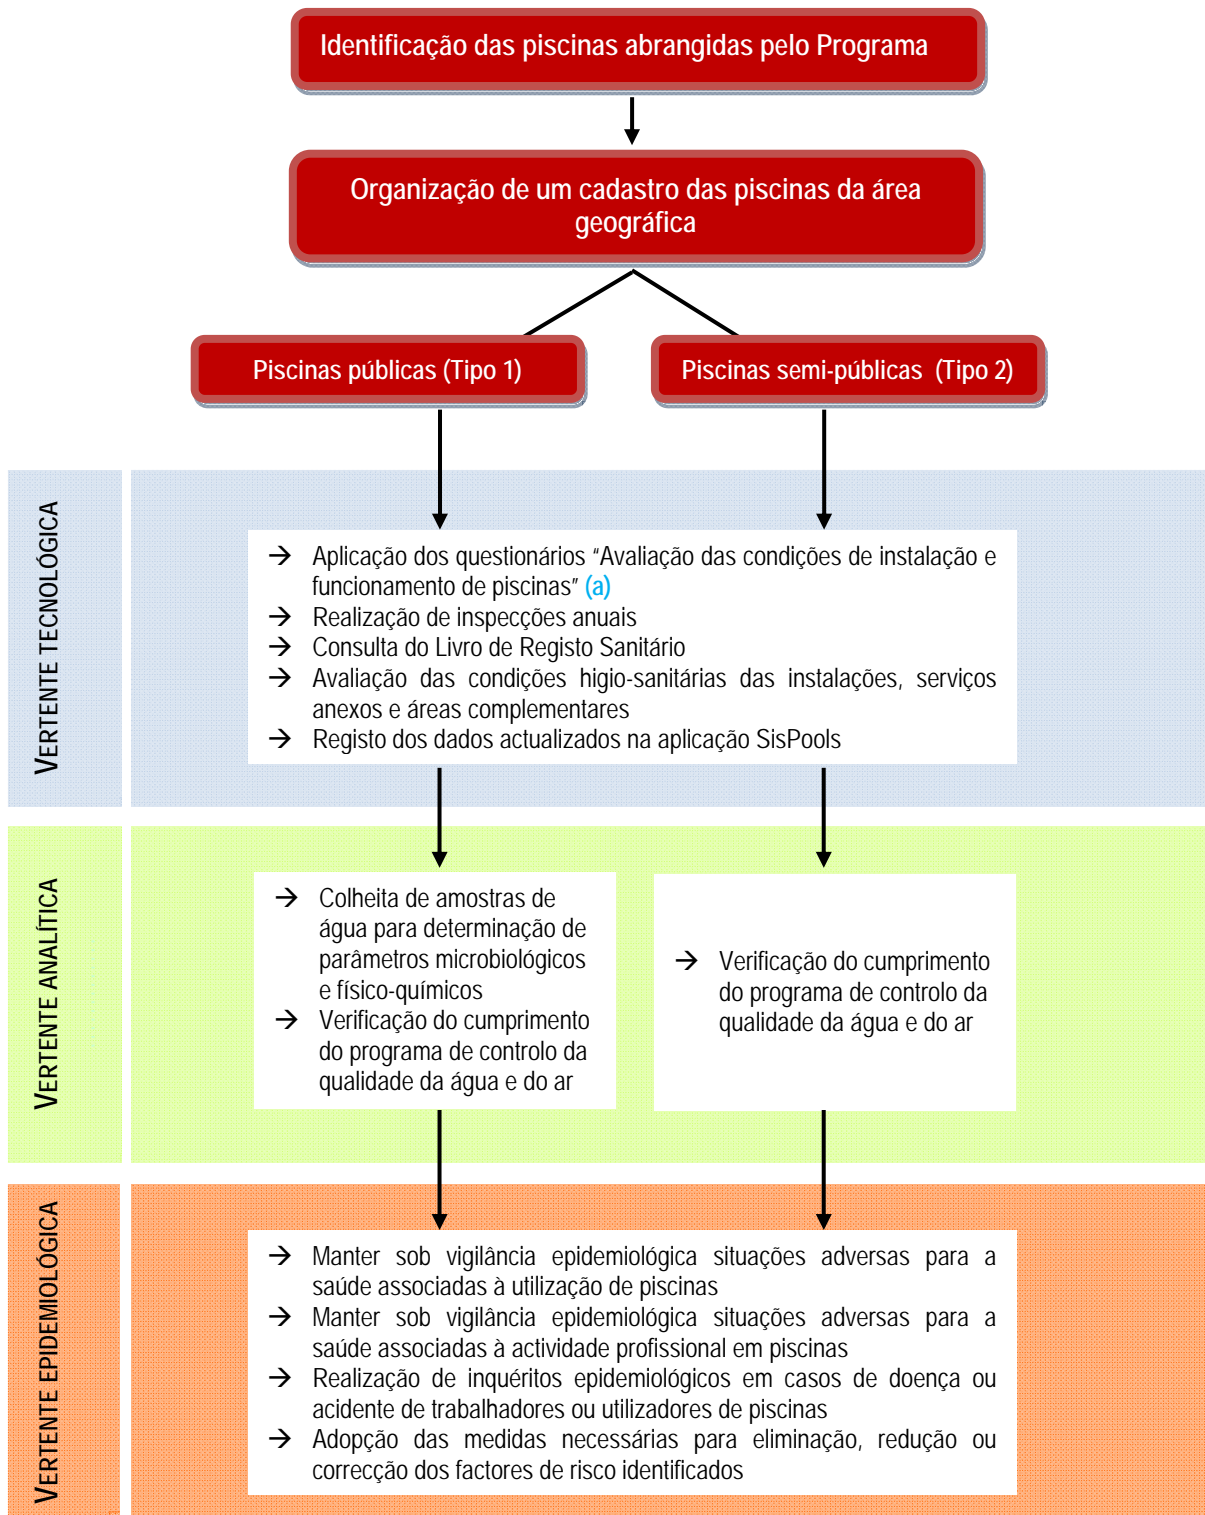 Identificação das piscinas abrangidas pelo Programa
Organização de um cadastro das piscinas da área
geográfica
Piscinas públicas (Tipo 1)
Piscinas semi-públicas (Tipo 2)
VERTENTE TECNOLÓGICA
→ Aplicação dos questionários “Avaliação das condições de instalação e
funcionamento de piscinas” (a)
→ Realização de inspecções anuais
→ Consulta do Livro de Registo Sanitário
→ Avaliação das condições higio-sanitárias das instalações, serviços
anexos e áreas complementares
→ Registo dos dados actualizados na aplicação SisPools
VERTENTE ANALÍTICA
→ Colheita de amostras de
água para determinação de
parâmetros microbiológicos
e físico-químicos
→ Verificação do cumprimento
do programa de controlo da
qualidade da água e do ar
→ Verificação do cumprimento
do programa de controlo da
qualidade da água e do ar
VERTENTE EPIDEMIOLÓGICA
→ Manter sob vigilância epidemiológica situações adversas para a
saúde associadas à utilização de piscinas
→ Manter sob vigilância epidemiológica situações adversas para a
saúde associadas à actividade profissional em piscinas
→ Realização de inquéritos epidemiológicos em casos de doença ou
acidente de trabalhadores ou utilizadores de piscinas
→ Adopção das medidas necessárias para eliminação, redução ou
correcção dos factores de risco identificados